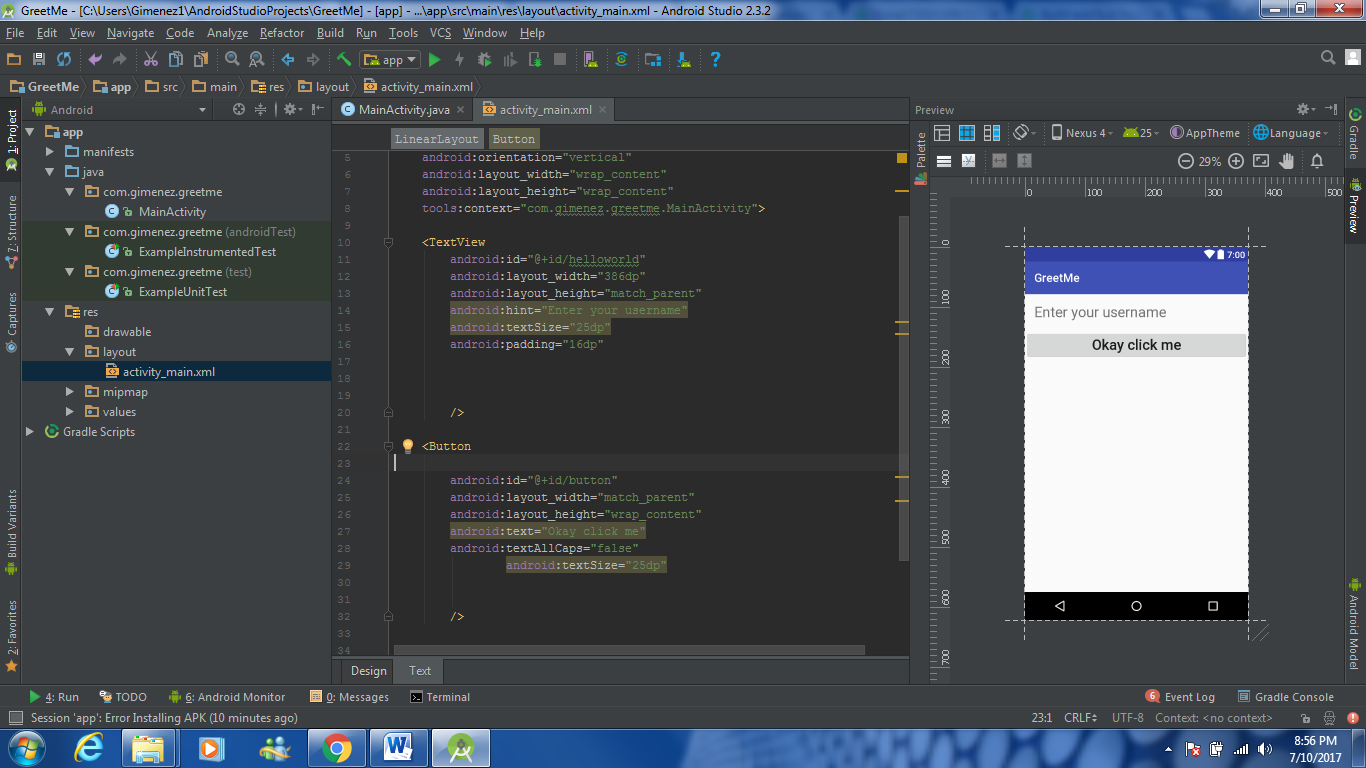 GreetMe - [C:\Users\Gimenez1\AndroidStudioProjects\GreetMe] - [app] - ...\app\src\main\res\layout\activity_main.xml - Android Studio 2.3.2
File Edit View Navigate Code Analyze Refactor Build Run Tools VCS Window Help
app
GreetMe app src main res layout activity_main.xml
1: Project
7: Structure
Captures
Build Variants
2: Favorites
Android
app
manifests
java
com.gimenez.greetme
MainActivity
com.gimenez.greetme (androidTest)
ExampleInstrumentedTest
com.gimenez.greetme (test)
ExampleUnitTest
res
drawable
layout
activity_main.xml
mipmap
values
Gradle Scripts
MainActivity.java activity_main.xml
LinearLayout Button
5 android:orientation="vertical"
6 android:layout_width="wrap_content"
7 android:layout_height="wrap_content"
8 tools:context="com.gimenez.greetme.MainActivity">
9
10 <TextView
11 android:id="@+id/helloworld"
12 android:layout_width="386dp"
13 android:layout_height="match_parent"
14 android:hint="Enter your username"
15 android:textSize="25dp"
16 android:padding="16dp"
17
18
19
20 />
21
22 <Button
23
24 android:id="@+id/button"
25 android:layout_width="match_parent"
26 android:layout_height="wrap_content"
27 android:text="Okay click me"
28 android:textAllCaps="false"
29 android:textSize="25dp"
30
31
32 />
33
34
Design Text
Preview
Palette
Nexus 4 25 AppTheme Language
29%
0 100 200 300 400 500
0
100
200
300
400
500
600
700
7:00
GreetMe
Enter your username
Okay click me
Gradle
Preview
Android Model
4: Run TODO 6: Android Monitor 0: Messages Terminal 6 Event Log Gradle Console
Session 'app': Error Installing APK (10 minutes ago) 23:1 CRLF UTF-8 Context: <no context>
8:56 PM
7/10/2017